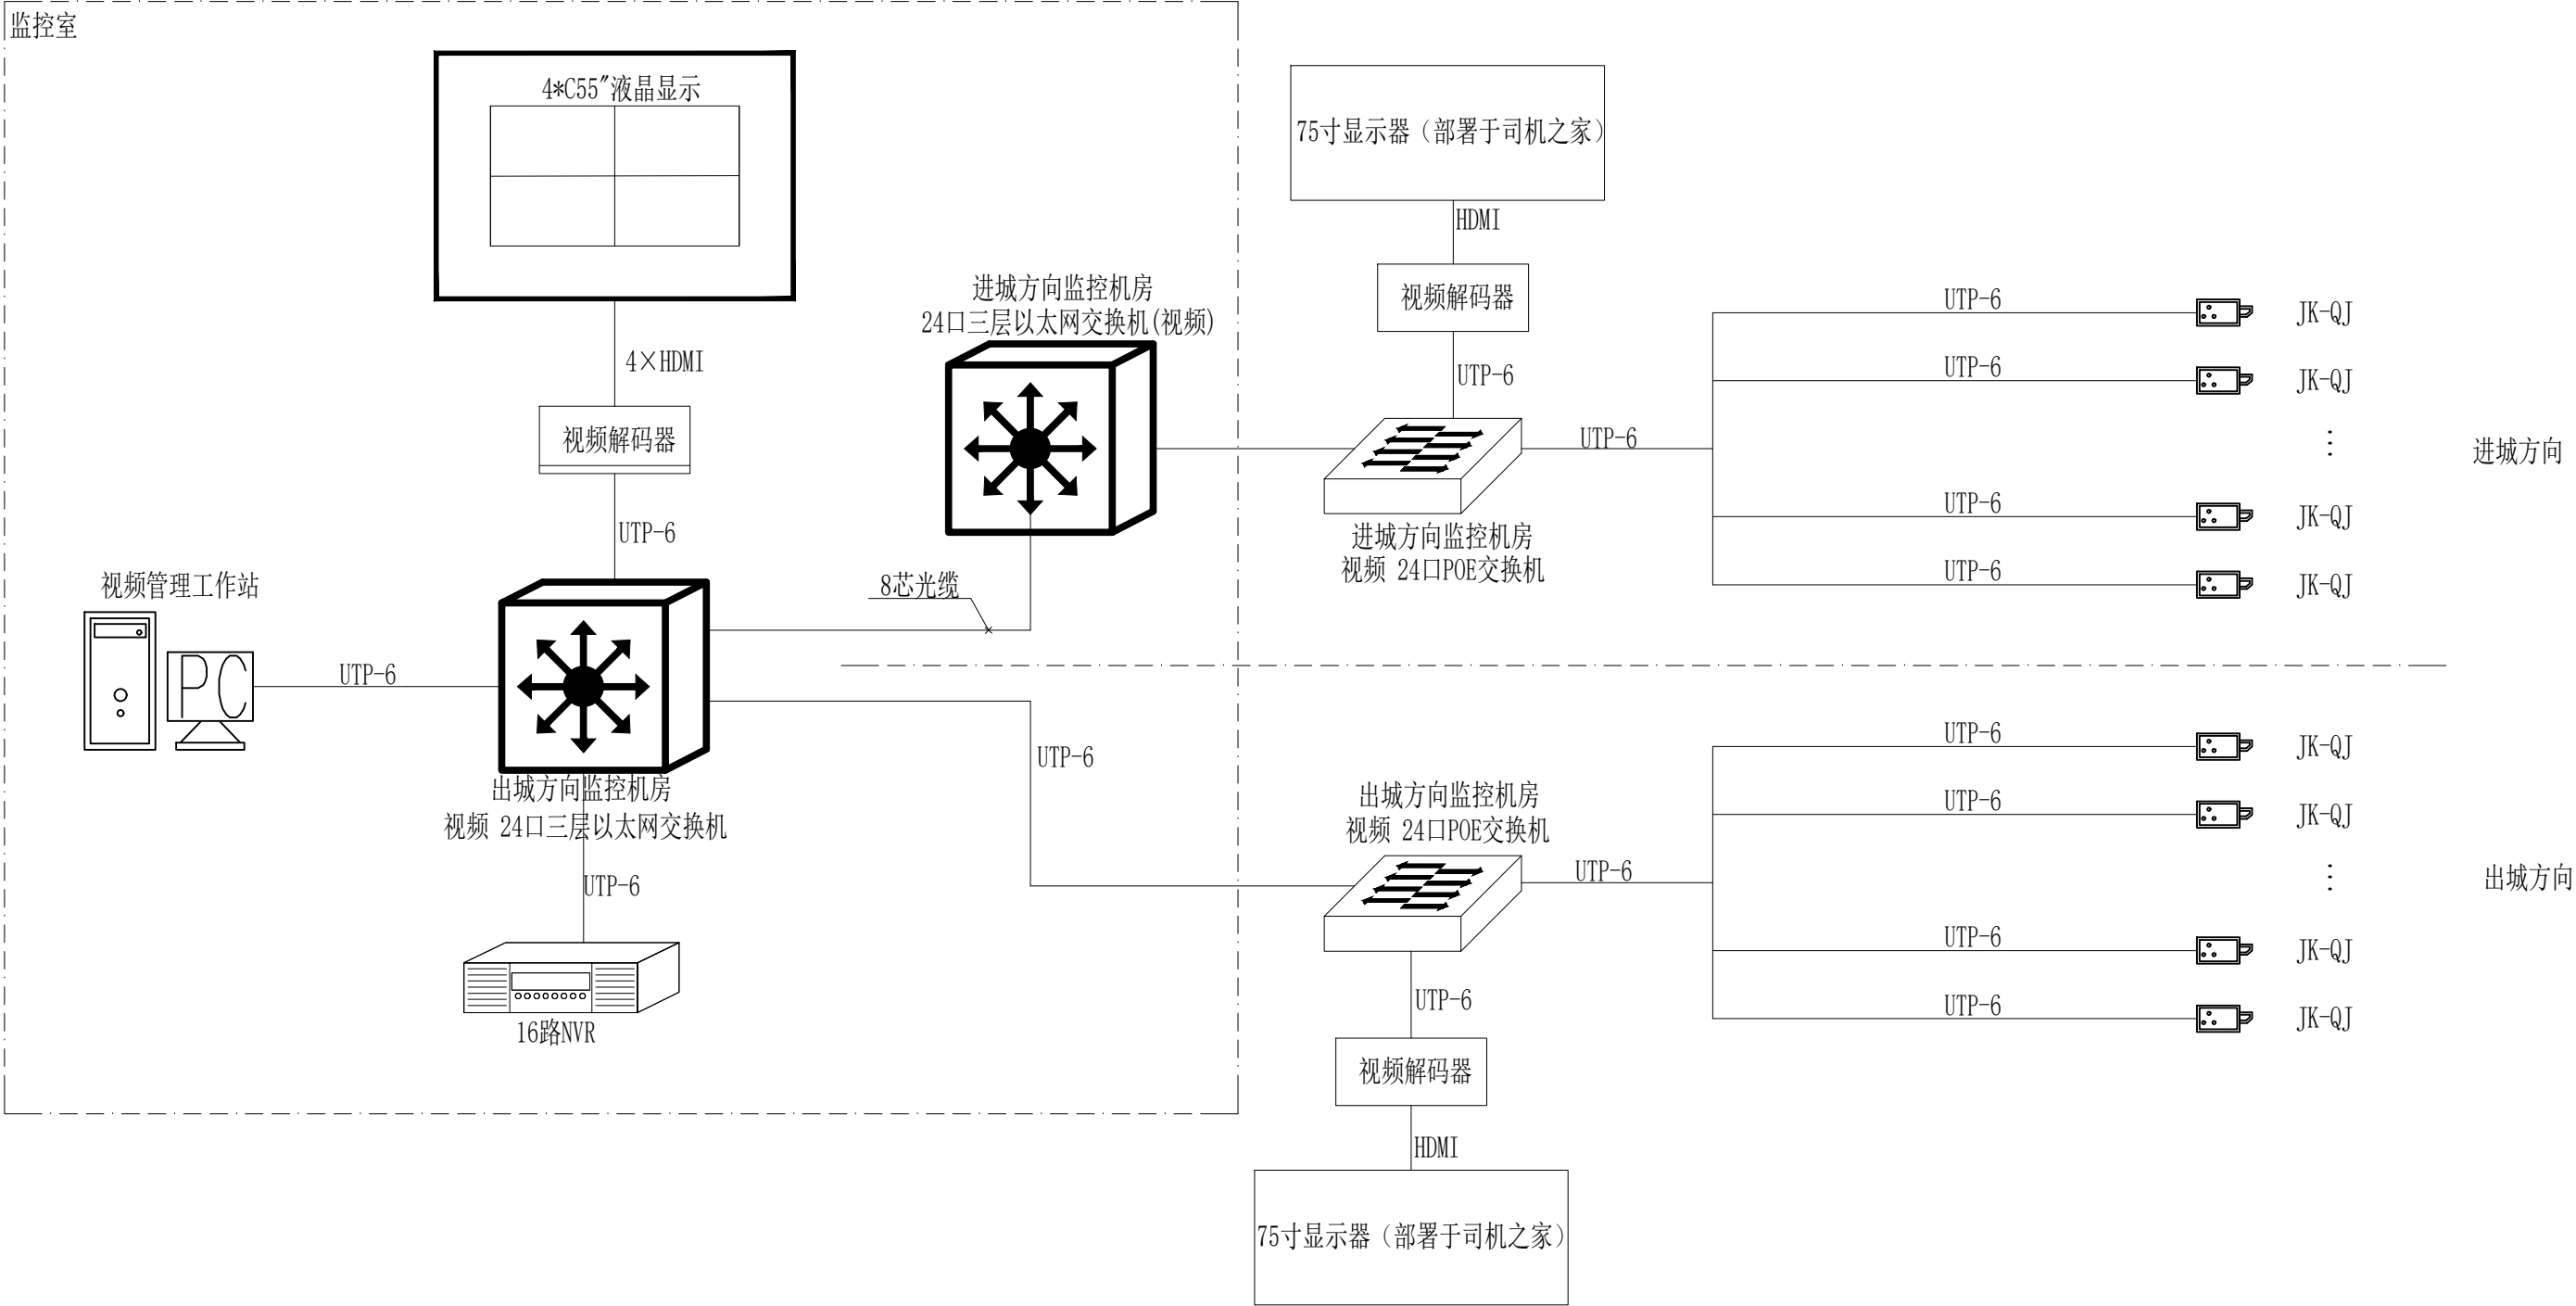 监控室
4*C55"液晶显示
4×HDMI
视频解码器
UTP-6
视频管理工作站
PC
UTP-6
出城方向监控机房
视频 24口三层以太网交换机
UTP-6
16路NVR
进城方向监控机房
24口三层以太网交换机(视频)
8芯光缆
UTP-6
75寸显示器（部署于司机之家）
HDMI
视频解码器
UTP-6
进城方向监控机房
视频 24口POE交换机
UTP-6
UTP-6 JK-QJ
UTP-6 JK-QJ
⋮
UTP-6 JK-QJ
UTP-6 JK-QJ
进城方向
出城方向监控机房
视频 24口POE交换机
UTP-6
UTP-6 JK-QJ
UTP-6 JK-QJ
⋮
UTP-6 JK-QJ
UTP-6 JK-QJ
出城方向
UTP-6
视频解码器
HDMI
75寸显示器（部署于司机之家）